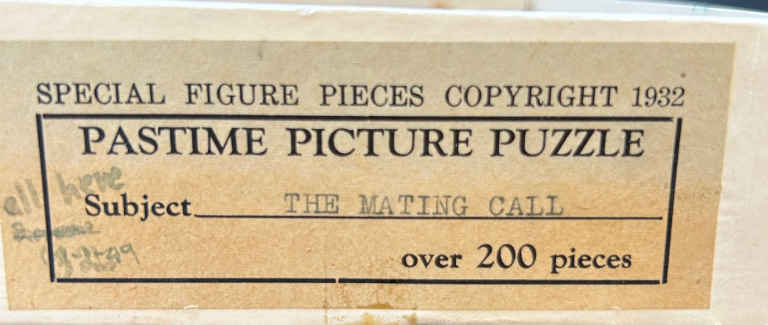 SPECIAL FIGURE PIECES COPYRIGHT 1932
PASTIME PICTURE PUZZLE
all here
Subject THE MATING CALL
over 200 pieces